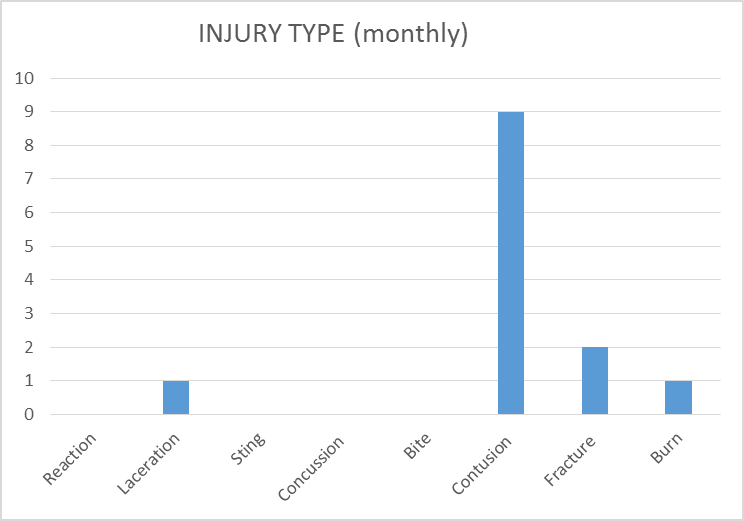 INJURY TYPE (monthly)
10
9
8
7
6
5
4
3
2
1
0
Reaction
Laceration
Sting
Concussion
Bite
Contusion
Fracture
Burn